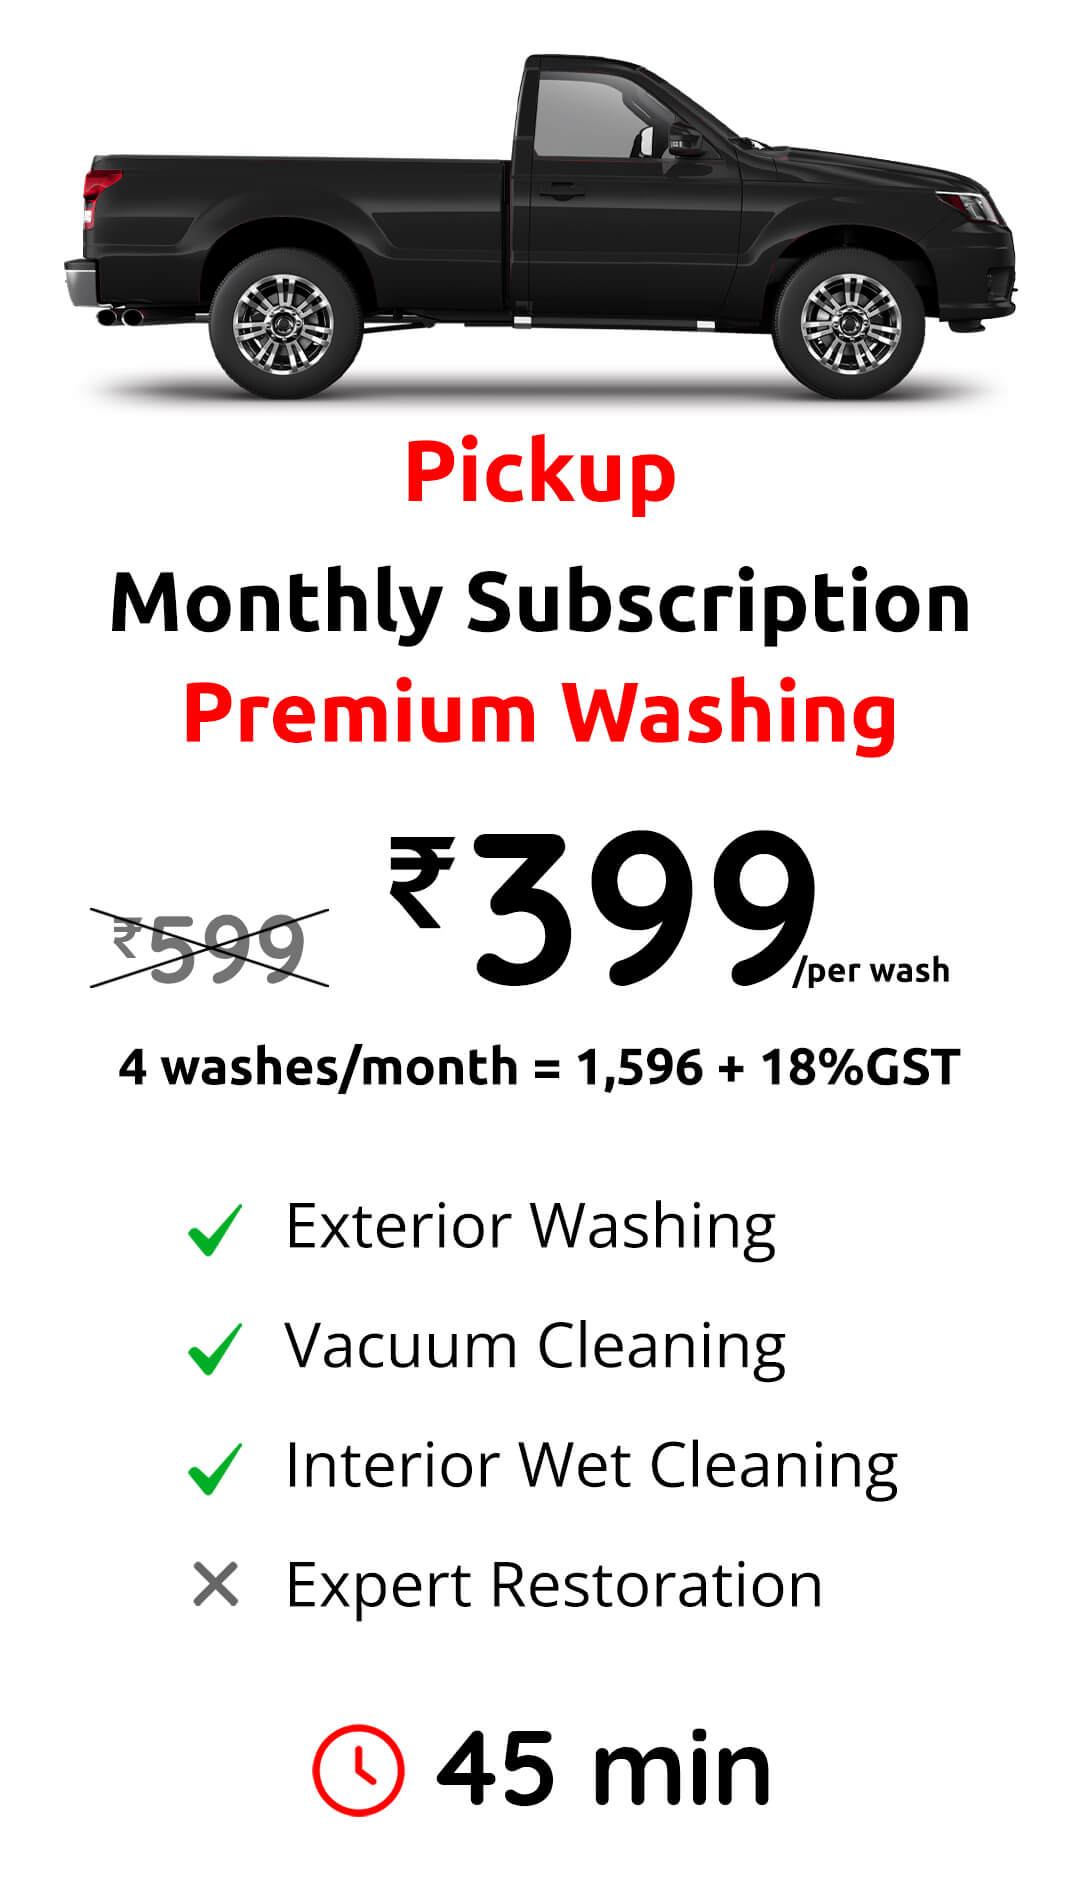 Pickup
Monthly Subscription
Premium Washing
₹599 ₹399/per wash
4 washes/month = 1,596 + 18%GST
Exterior Washing
Vacuum Cleaning
Interior Wet Cleaning
Expert Restoration
45 min